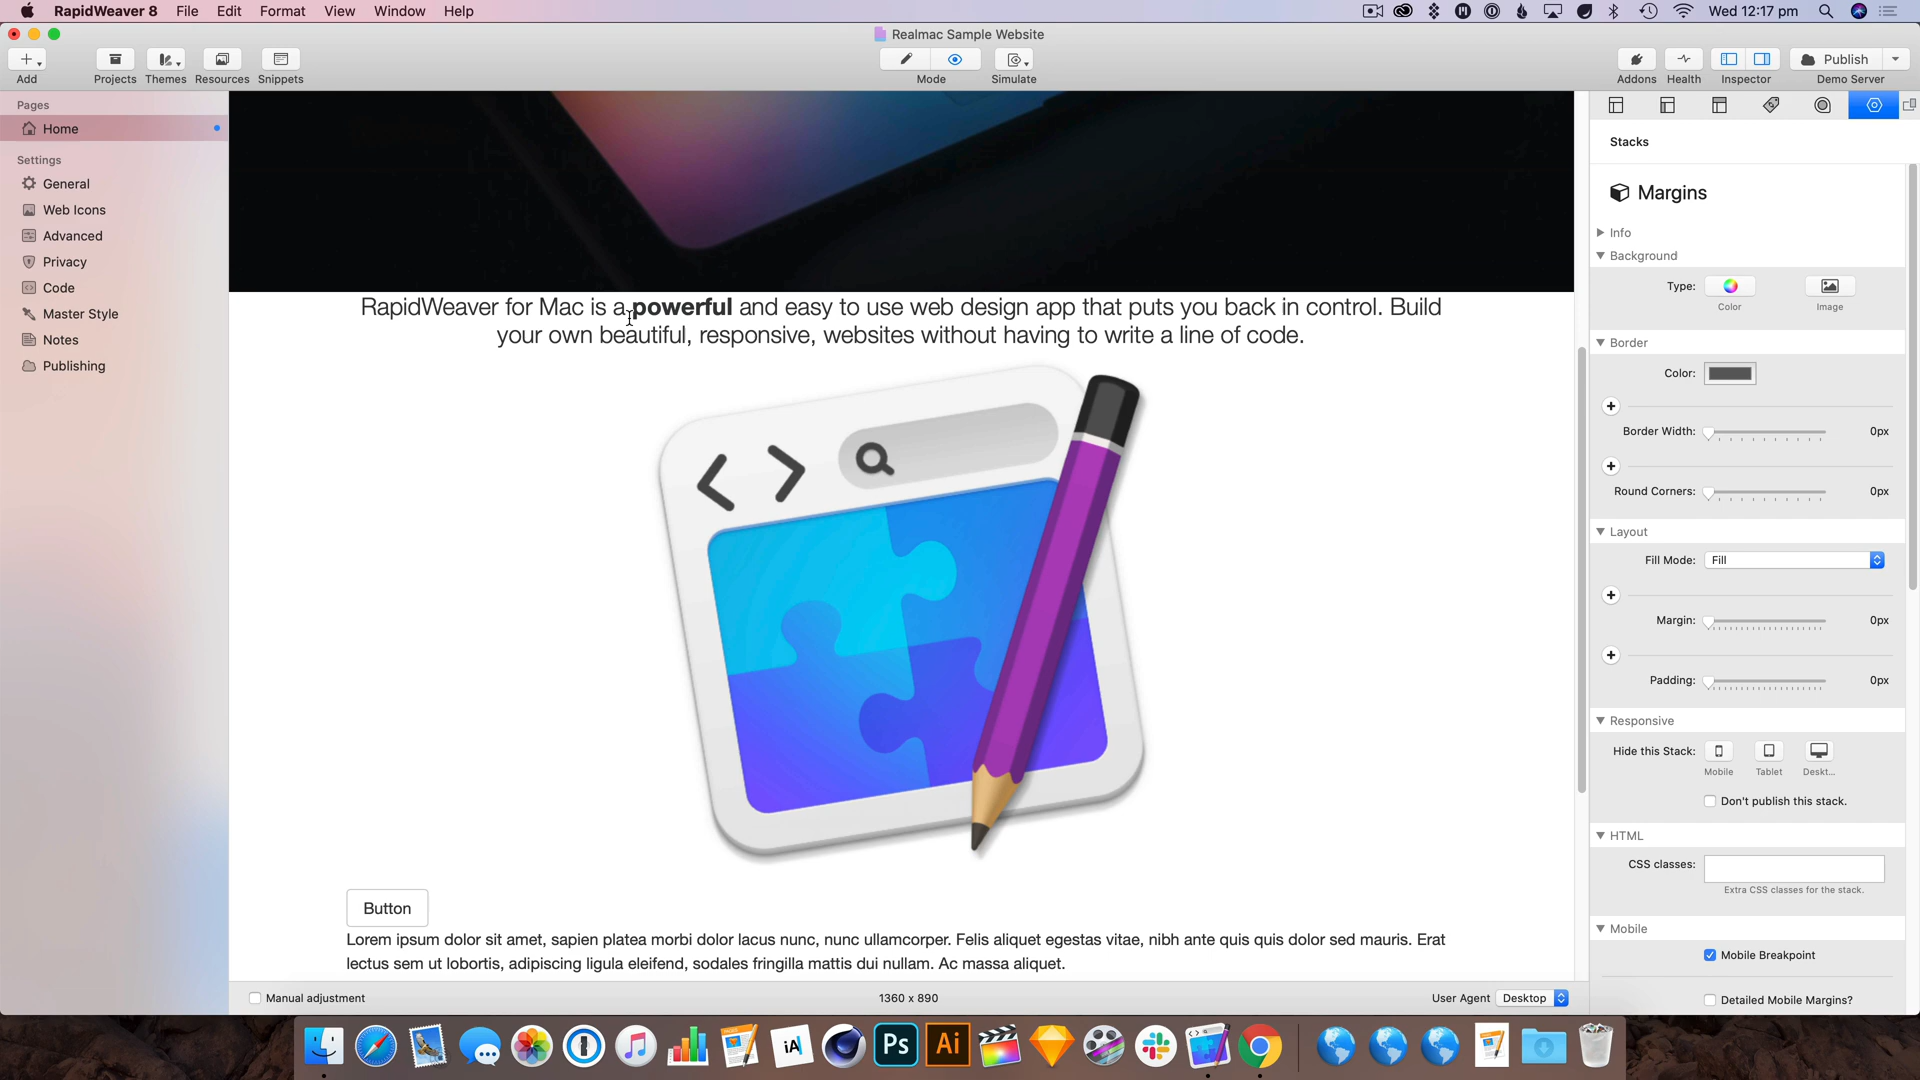 RapidWeaver 8 File Edit Format View Window Help Wed 12:17 pm
Realmac Sample Website
Add Projects Themes Resources Snippets Mode Simulate Addons Health Inspector Publish Demo Server
Pages
Home
Settings
General
Web Icons
Advanced
Privacy
Code
Master Style
Notes
Publishing
RapidWeaver for Mac is a powerful and easy to use web design app that puts you back in control. Build
your own beautiful, responsive, websites without having to write a line of code.
Button
Lorem ipsum dolor sit amet, sapien platea morbi dolor lacus nunc, nunc ullamcorper. Felis aliquet egestas vitae, nibh ante quis quis dolor sed mauris. Erat
lectus sem ut lobortis, adipiscing ligula eleifend, sodales fringilla mattis dui nullam. Ac massa aliquet.
Manual adjustment 1360 x 890 User Agent Desktop
Stacks
Margins
Info
Background
Type:
Color Image
Border
Color:
Border Width: 0px
Round Corners: 0px
Layout
Fill Mode: Fill
Margin: 0px
Padding: 0px
Responsive
Hide this Stack:
Mobile Tablet Deskt...
Don't publish this stack.
HTML
CSS classes:
Extra CSS classes for the stack.
Mobile
Mobile Breakpoint
Detailed Mobile Margins?
iA Ps Ai